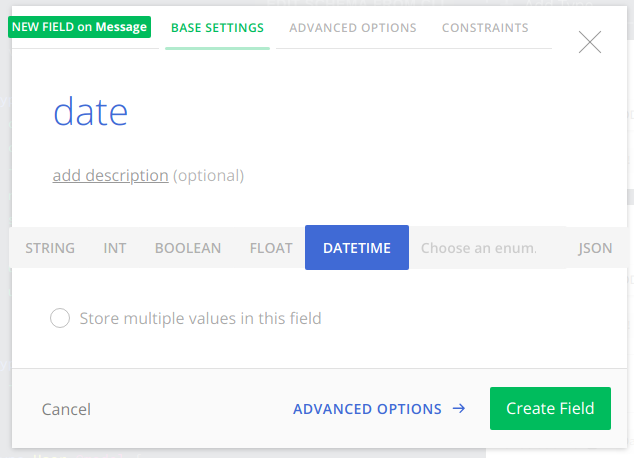 NEW FIELD on Message BASE SETTINGS ADVANCED OPTIONS CONSTRAINTS
date
add description (optional)
STRING INT BOOLEAN FLOAT DATETIME Choose an enum. JSON
Store multiple values in this field
Cancel ADVANCED OPTIONS → Create Field